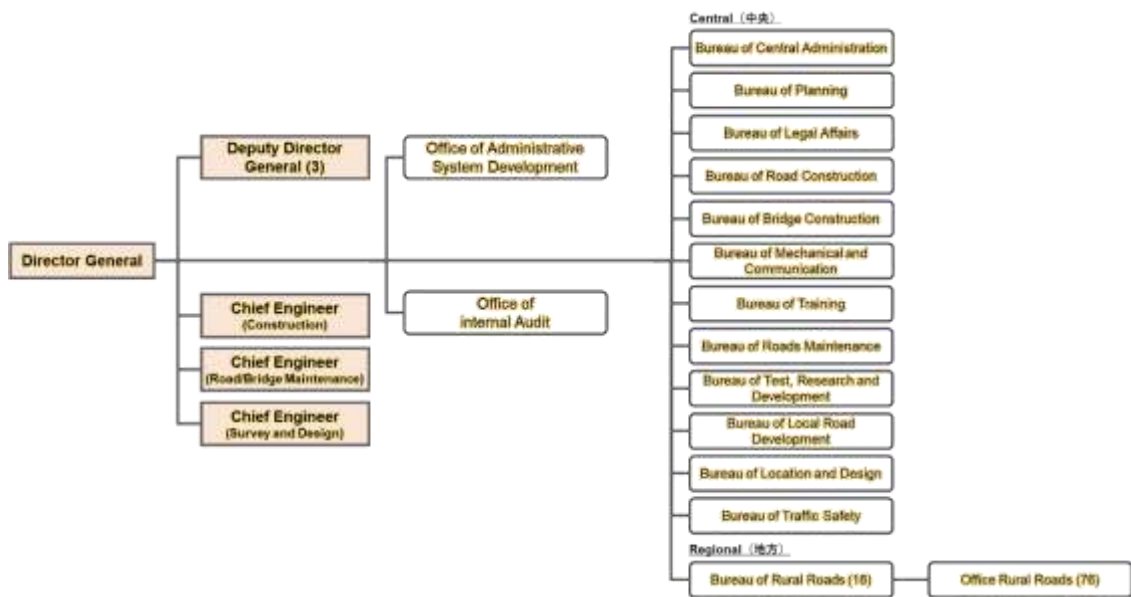 Director General
Deputy Director
General (3)
Chief Engineer
(Construction)
Chief Engineer
(Road/Bridge Maintenance)
Chief Engineer
(Survey and Design)
Office of Administrative
System Development
Office of
internal Audit
Central（中央）
Bureau of Central Administration
Bureau of Planning
Bureau of Legal Affairs
Bureau of Road Construction
Bureau of Bridge Construction
Bureau of Mechanical and
Communication
Bureau of Training
Bureau of Roads Maintenance
Bureau of Test, Research and
Development
Bureau of Local Road
Development
Bureau of Location and Design
Bureau of Traffic Safety
Regional（地方）
Bureau of Rural Roads (16)
Office Rural Roads (76)